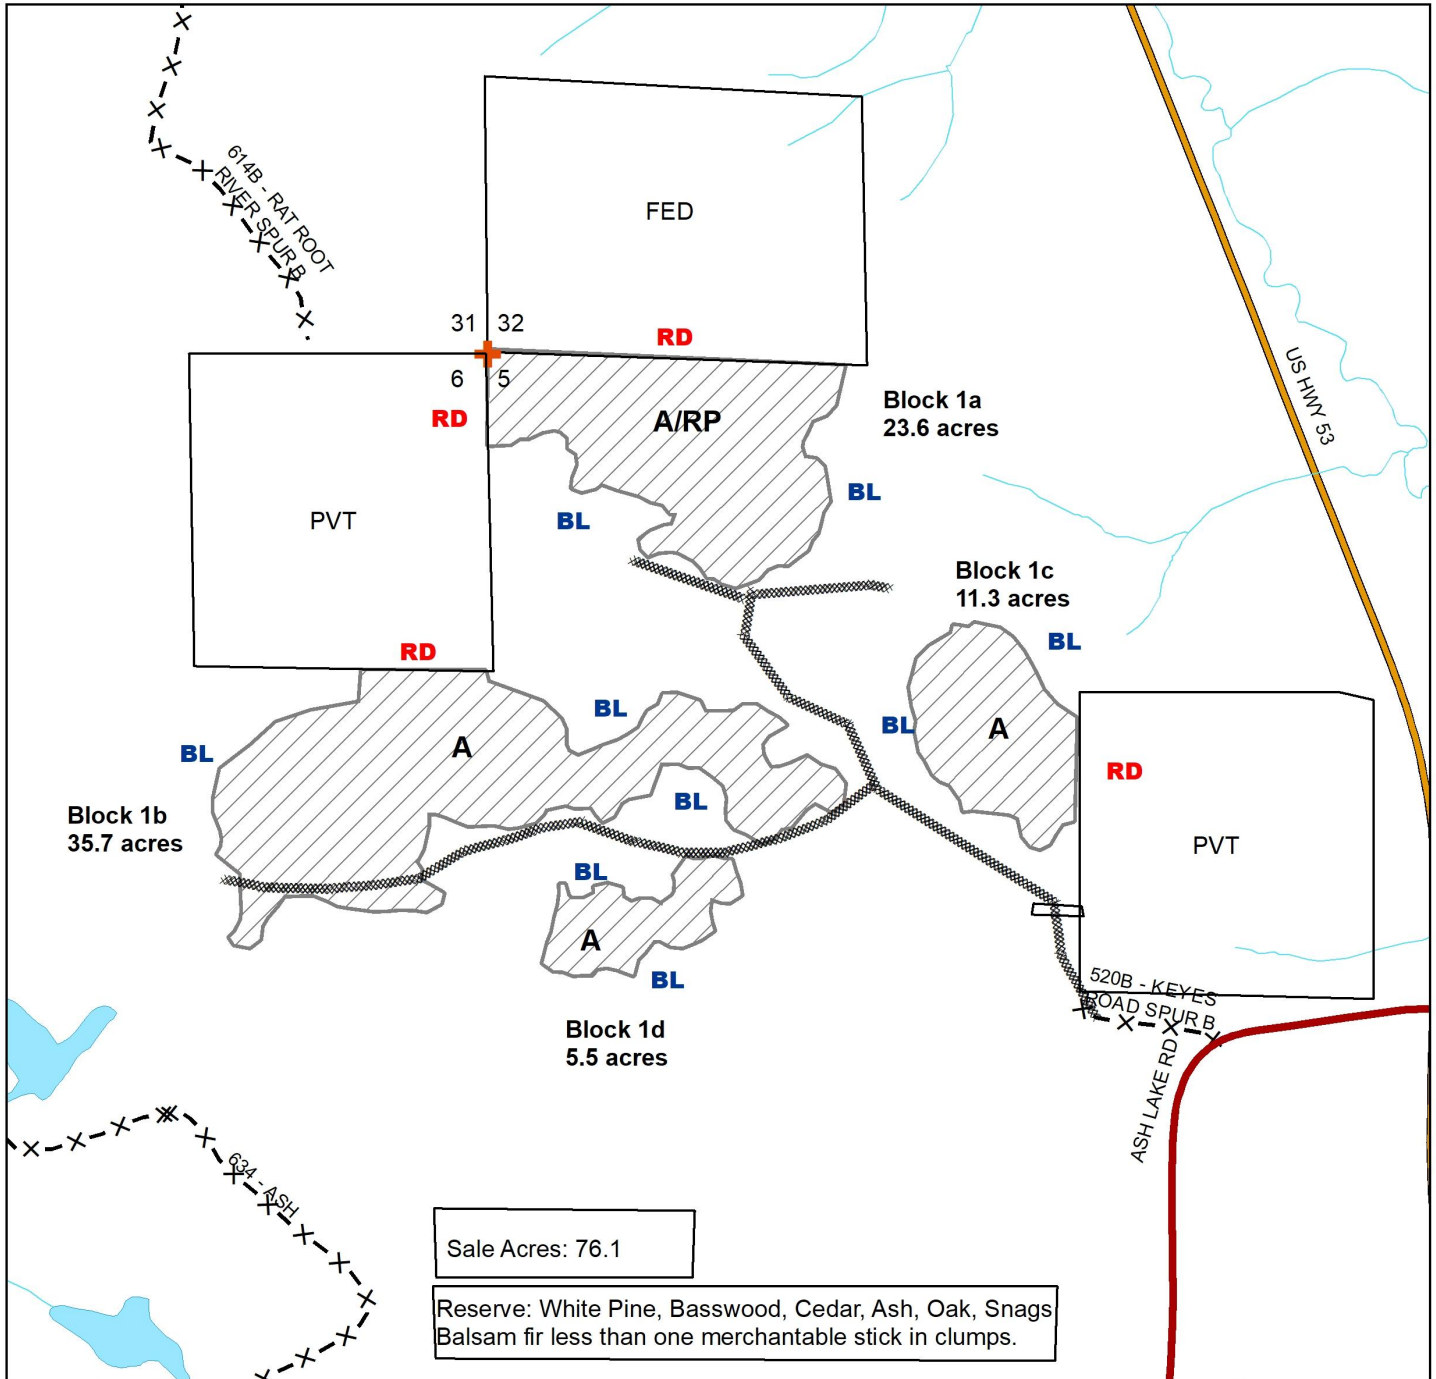 614B - RAT ROOT
RIVER SPUR B
FED
RD
31 32
6 5
RD
A/RP
Block 1a
23.6 acres
US HWY 53
BL
BL
PVT
Block 1c
11.3 acres
BL
RD
BL
BL
A
BL
A
RD
BL
Block 1b
35.7 acres
PVT
BL
A
BL
520B - KEYES
ROAD SPUR B
Block 1d
5.5 acres
ASH LAKE RD
634 - ASH
Sale Acres: 76.1
Reserve: White Pine, Basswood, Cedar, Ash, Oak, Snags
Balsam fir less than one merchantable stick in clumps.